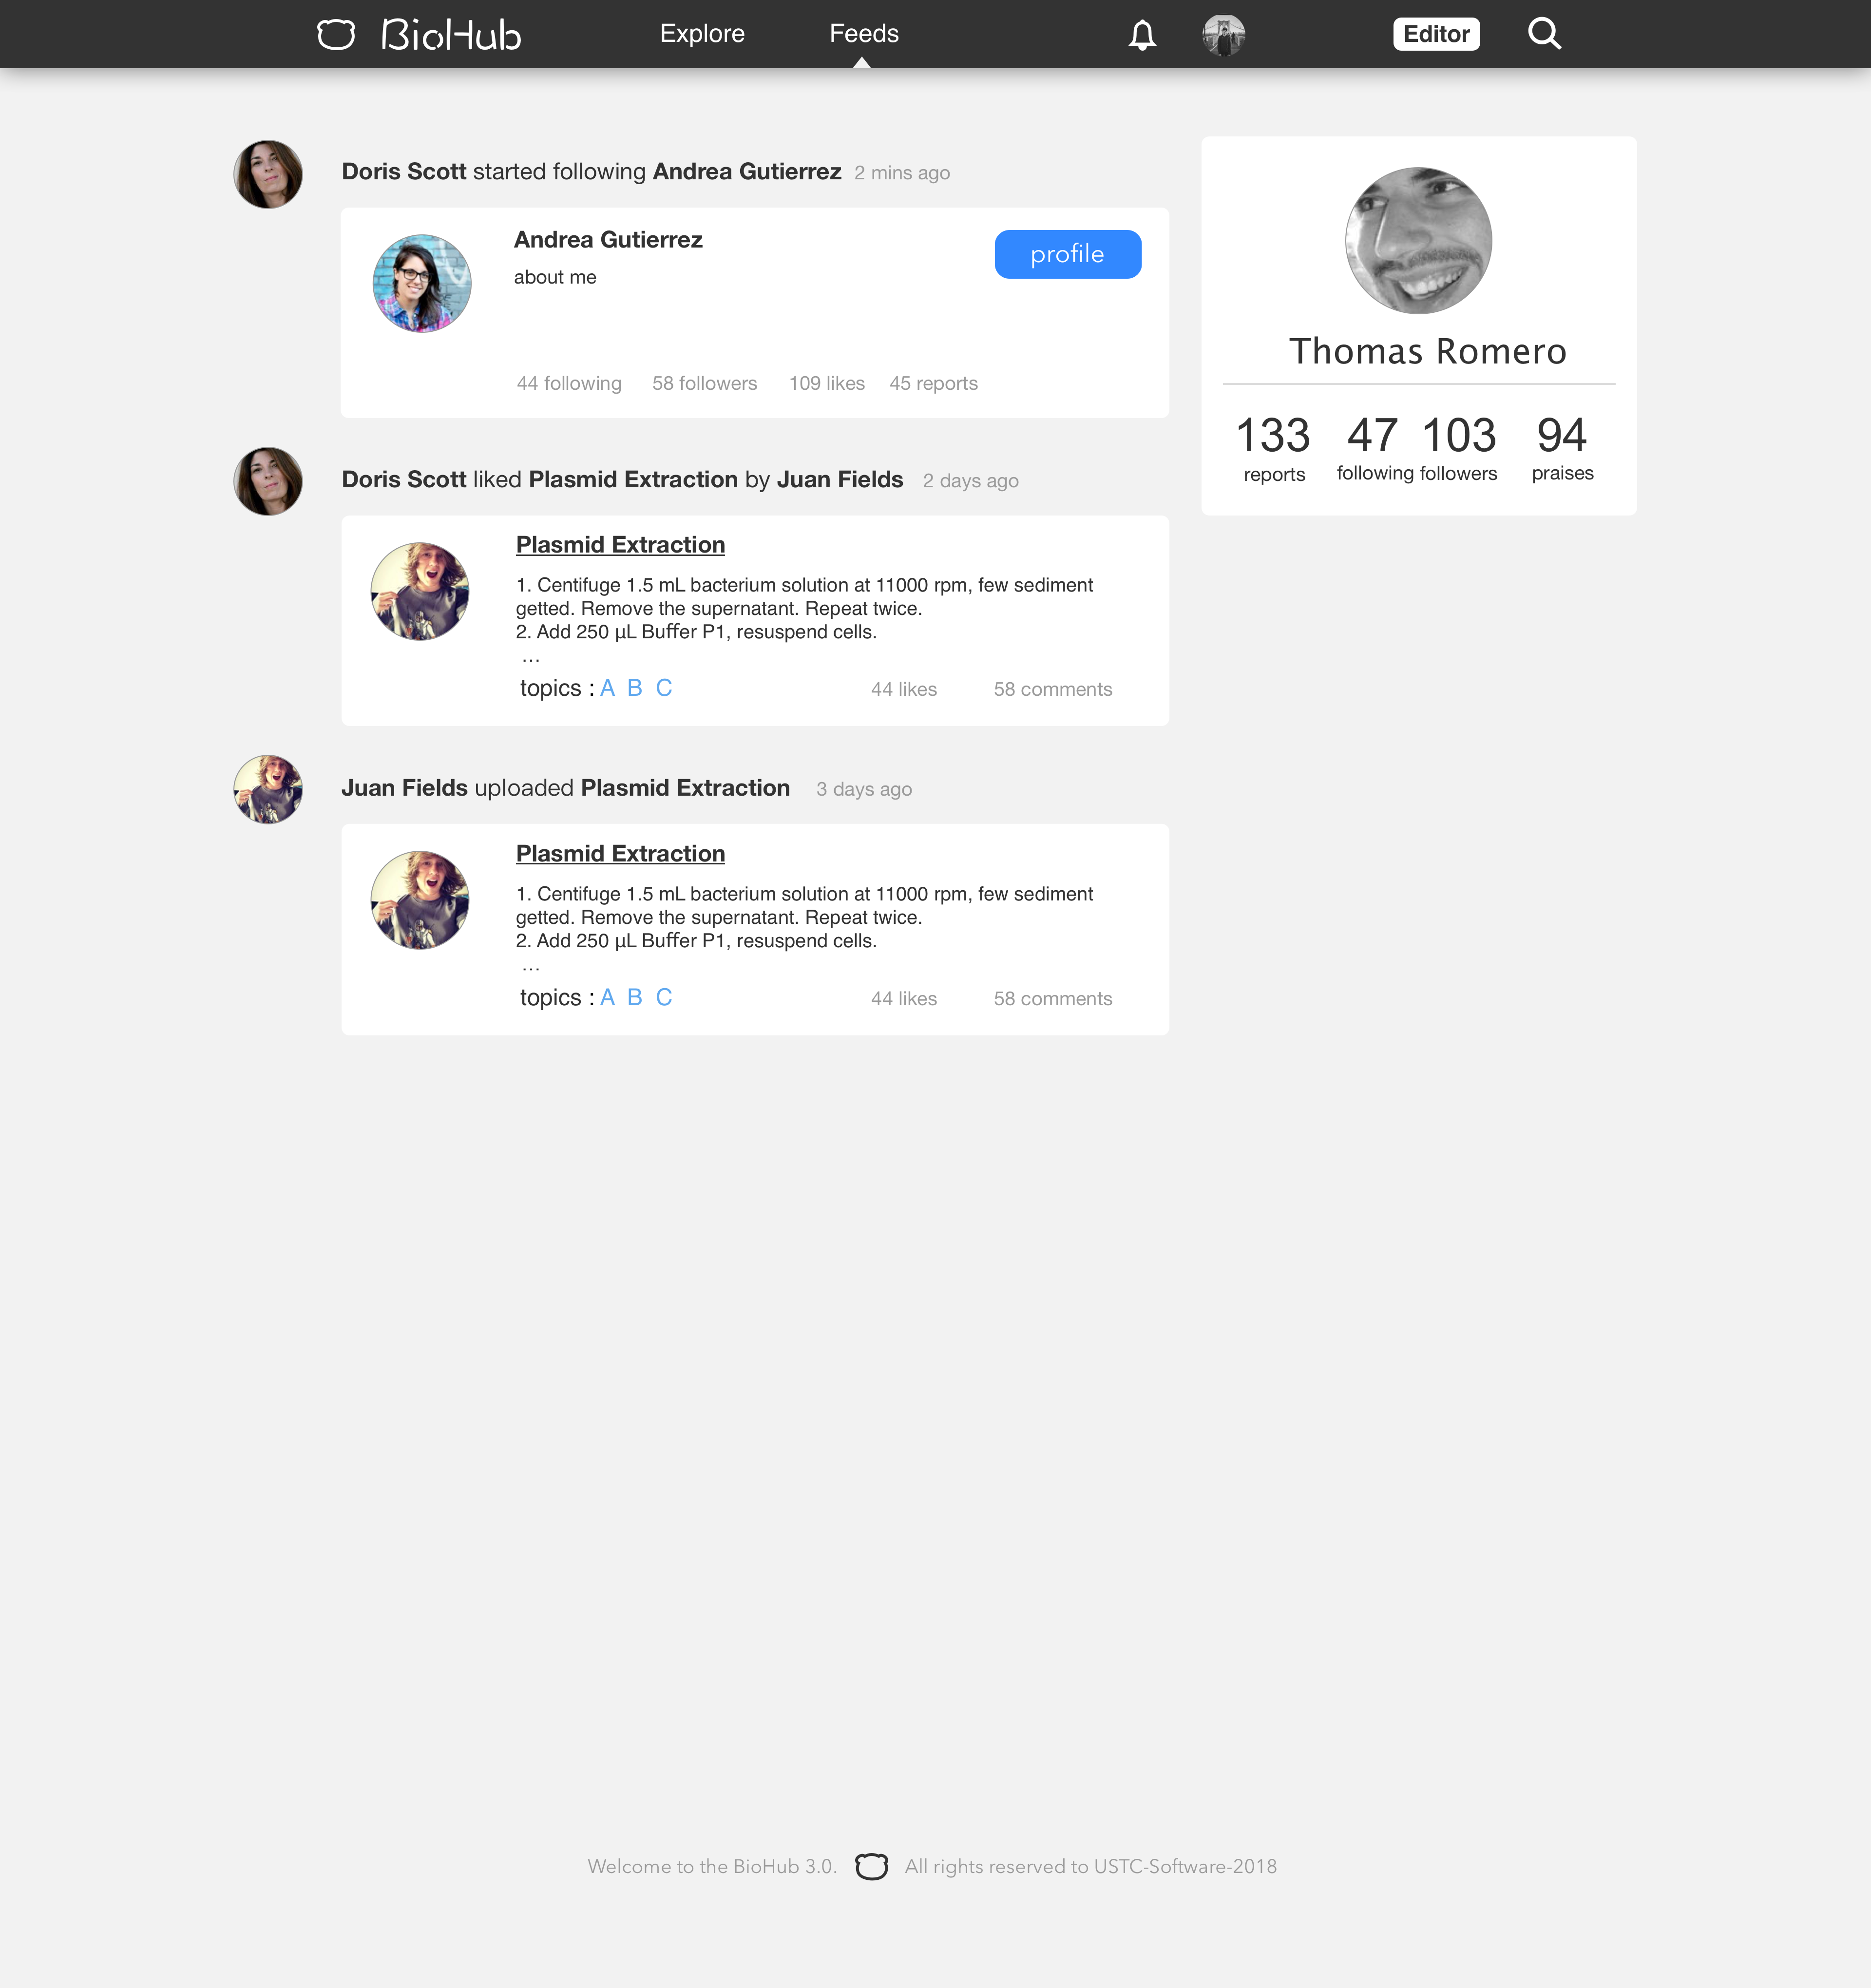 BioHub Explore Feeds Editor
Doris Scott started following Andrea Gutierrez 2 mins ago
Andrea Gutierrez
profile
about me
44 following 58 followers 109 likes 45 reports
Thomas Romero
133 47 103 94
reports following followers praises
Doris Scott liked Plasmid Extraction by Juan Fields 2 days ago
Plasmid Extraction
1. Centifuge 1.5 mL bacterium solution at 11000 rpm, few sediment
getted. Remove the supernatant. Repeat twice.
2. Add 250 μL Buffer P1, resuspend cells.
...
topics : A B C 44 likes 58 comments
Juan Fields uploaded Plasmid Extraction 3 days ago
Plasmid Extraction
1. Centifuge 1.5 mL bacterium solution at 11000 rpm, few sediment
getted. Remove the supernatant. Repeat twice.
2. Add 250 μL Buffer P1, resuspend cells.
...
topics : A B C 44 likes 58 comments
Welcome to the BioHub 3.0. All rights reserved to USTC-Software-2018